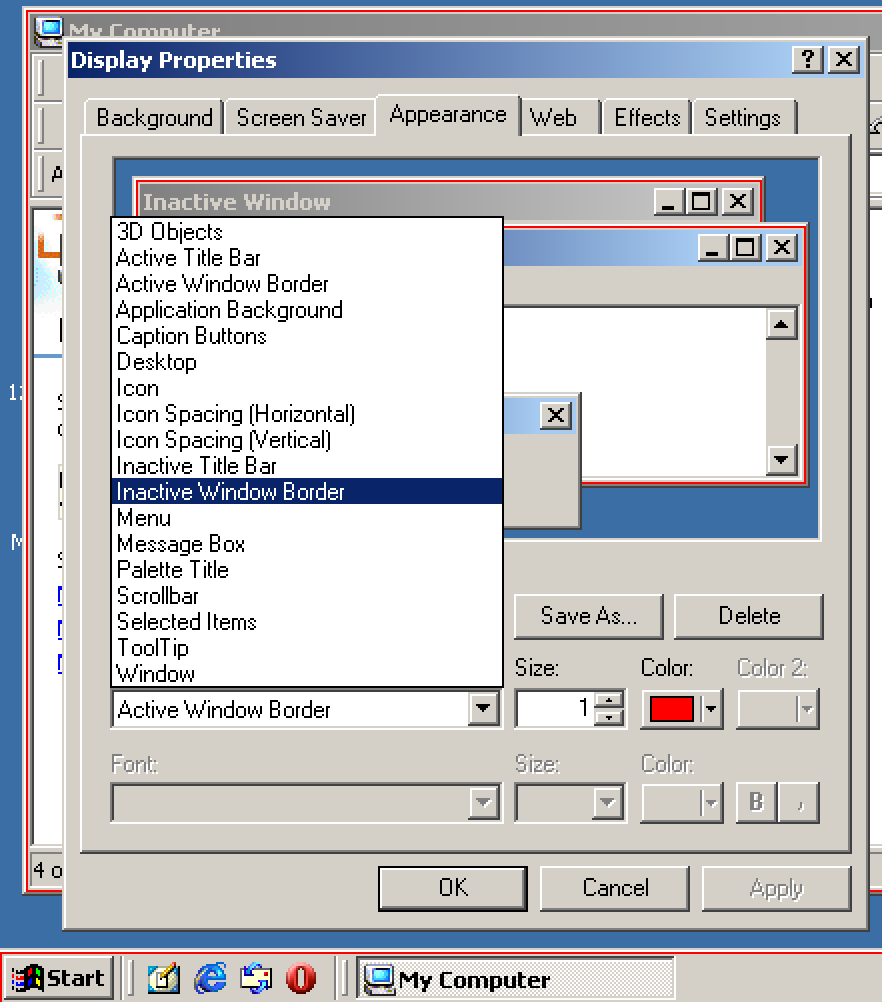 My Computer
Display Properties
Background Screen Saver Appearance Web Effects Settings
Inactive Window
3D Objects
Active Title Bar
Active Window Border
Application Background
Caption Buttons
Desktop
Icon
Icon Spacing (Horizontal)
Icon Spacing (Vertical)
Inactive Title Bar
Inactive Window Border
Menu
Message Box
Palette Title
Scrollbar
Selected Items
ToolTip
Window
Save As... Delete
Size: Color: Color 2:
Active Window Border 1
Font: Size: Color:
B
OK Cancel Apply
Start My Computer